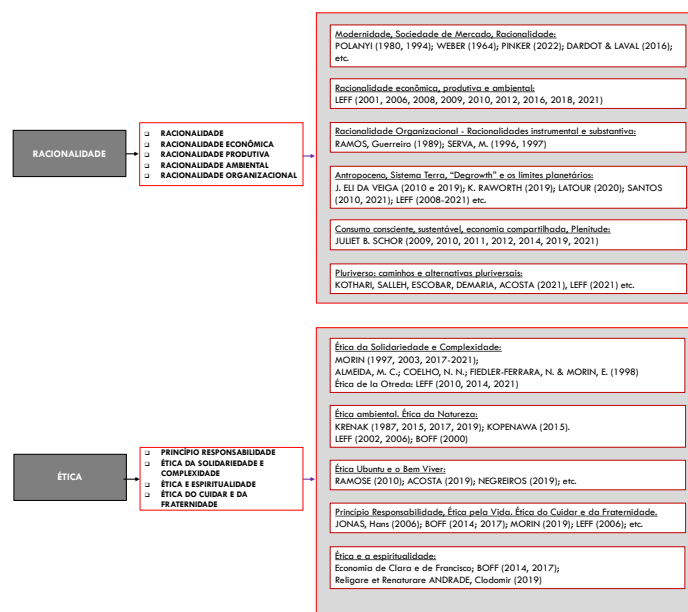 RACIONALIDADE
❑ RACIONALIDADE
❑ RACIONALIDADE ECONÔMICA
❑ RACIONALIDADE PRODUTIVA
❑ RACIONALIDADE AMBIENTAL
❑ RACIONALIDADE ORGANIZACIONAL
Modernidade, Sociedade de Mercado, Racionalidade:
POLANYI (1980, 1994); WEBER (1964); PINKER (2022); DARDOT & LAVAL (2016);
etc.
Racionalidade econômica, produtiva e ambiental:
LEFF (2001, 2006, 2008, 2009, 2010, 2012, 2016, 2018, 2021)
Racionalidade Organizacional - Racionalidades instrumental e substantiva:
RAMOS, Guerreiro (1989); SERVA, M. (1996, 1997)
Antropoceno, Sistema Terra, “Degrowth” e os limites planetários:
J. ELI DA VEIGA (2010 e 2019); K. RAWORTH (2019); LATOUR (2020); SANTOS
(2010, 2021); LEFF (2008-2021) etc.
Consumo consciente, sustentável, economia compartilhada, Plenitude:
JULIET B. SCHOR (2009, 2010, 2011, 2012, 2014, 2019, 2021)
Pluriverso: caminhos e alternativas pluriversais:
KOTHARI, SALLEH, ESCOBAR, DEMARIA, ACOSTA (2021), LEFF (2021) etc.
ÉTICA
❑ PRINCÍPIO RESPONSABILIDADE
❑ ÉTICA DA SOLIDARIEDADE E
COMPLEXIDADE
❑ ÉTICA E ESPIRITUALIDADE
❑ ÉTICA DO CUIDAR E DA
FRATERNIDADE
Ética da Solidariedade e Complexidade:
MORIN (1997, 2003, 2017-2021);
ALMEIDA, M. C.; COELHO, N. N.; FIEDLER-FERRARA, N. & MORIN, E. (1998)
Ética de la Otredad: LEFF (2010, 2014, 2021)
Ética ambiental. Ética da Natureza:
KRENAK (1987, 2015, 2017, 2019); KOPENAWA (2015).
LEFF (2002, 2006); BOFF (2000)
Ética Ubuntu e o Bem Viver:
RAMOSE (2010); ACOSTA (2019); NEGREIROS (2019); etc.
Princípio Responsabilidade, Ética pela Vida. Ética do Cuidar e da Fraternidade.
JONAS, Hans (2006); BOFF (2014; 2017); MORIN (2019); LEFF (2006); etc.
Ética e a espiritualidade:
Economia de Clara e de Francisco; BOFF (2014, 2017);
Religare et Renaturare ANDRADE, Clodomir (2019)